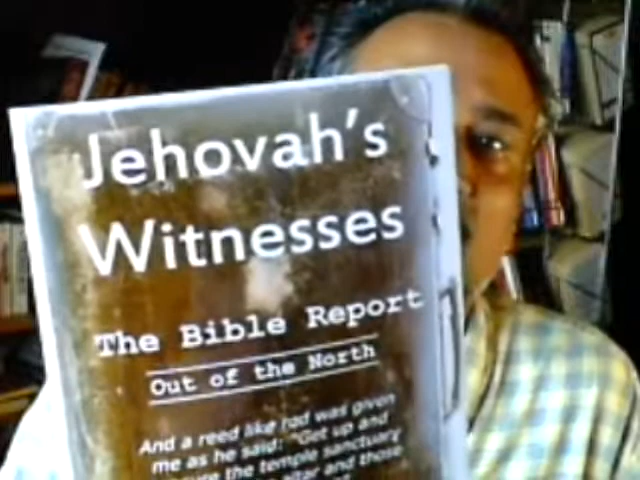 Jehovah's
Witnesses
The Bible Report
Out of the North
And a reed like rod was given
me as he said: "Get up and
the temple sanctuary
altar and those